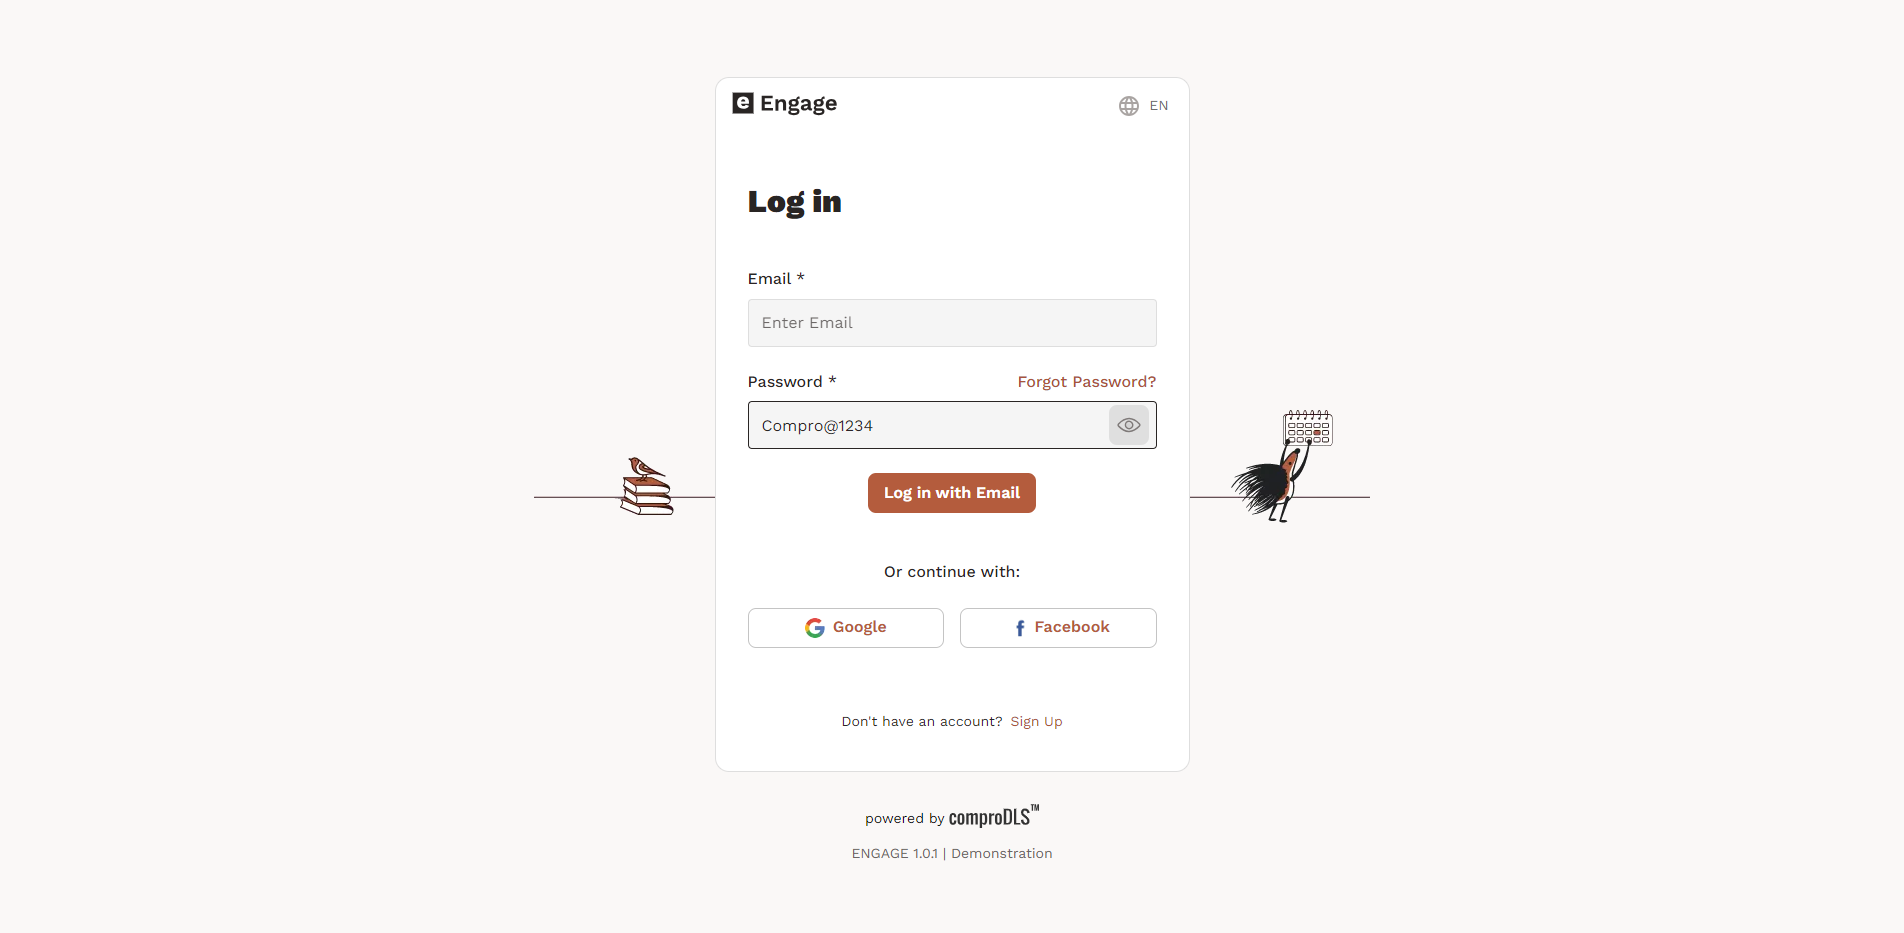 e Engage
EN
Log in
Email *
Enter Email
Password * Forgot Password?
Compro@1234
Log in with Email
Or continue with:
Google
Facebook
Don't have an account? Sign Up
powered by comproDLS™
ENGAGE 1.0.1 | Demonstration